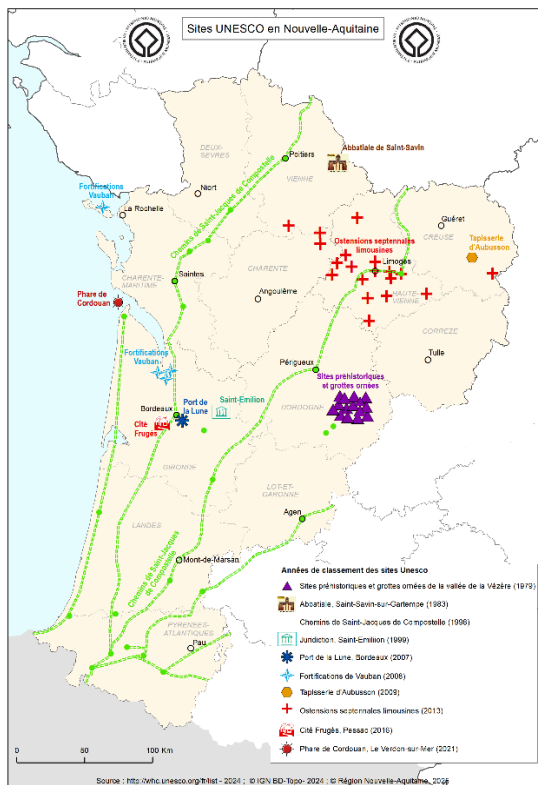 Sites UNESCO en Nouvelle-Aquitaine
DEUX-
SEVRES
Poitiers
Abbatiale de Saint-Savin
VIENNE
Chemins de Saint-Jacques de Compostelle
Fortifications
Vauban
Niort
La Rochelle
Guéret
CREUSE
Tapisserie
d'Aubusson
Ostensions septennales
limousines
Limoges
Saintes
CHARENTE
CHARENTE-
MARITIME
Angoulême
HAUTE-
VIENNE
Phare de
Cordouan
CORREZE
Tulle
Fortifications
Vauban
Périgueux
Sites préhistoriques
et grottes ornées
Bordeaux
Port de
la Lune
Saint-Emilion
DORDOGNE
Cité
Frugès
GIRONDE
LOT-ET-
GARONNE
Agen
LANDES
Chemins de Saint-Jacques
de Compostelle
Mont-de-Marsan
PYRENEES-
ATLANTIQUES
Pau
Années de classement des sites Unesco
Sites préhistoriques et grottes ornées de la vallée de la Vézère (1979)
Abbatiale, Saint-Savin-sur-Gartempe (1983)
Chemins de Saint-Jacques de Compostelle (1998)
Juridiction, Saint-Emilion (1999)
Port de la Lune, Bordeaux (2007)
Fortifications de Vauban (2008)
Tapisserie d'Aubusson (2009)
Ostensions septennales limousines (2013)
Cité Frugès, Pessac (2016)
Phare de Cordouan, Le Verdon-sur-Mer (2021)
0 50 100 Km
Source : http://whc.unesco.org/fr/list - 2024 ; © IGN BD-Topo- 2024 ; © Région Nouvelle-Aquitaine, 2025